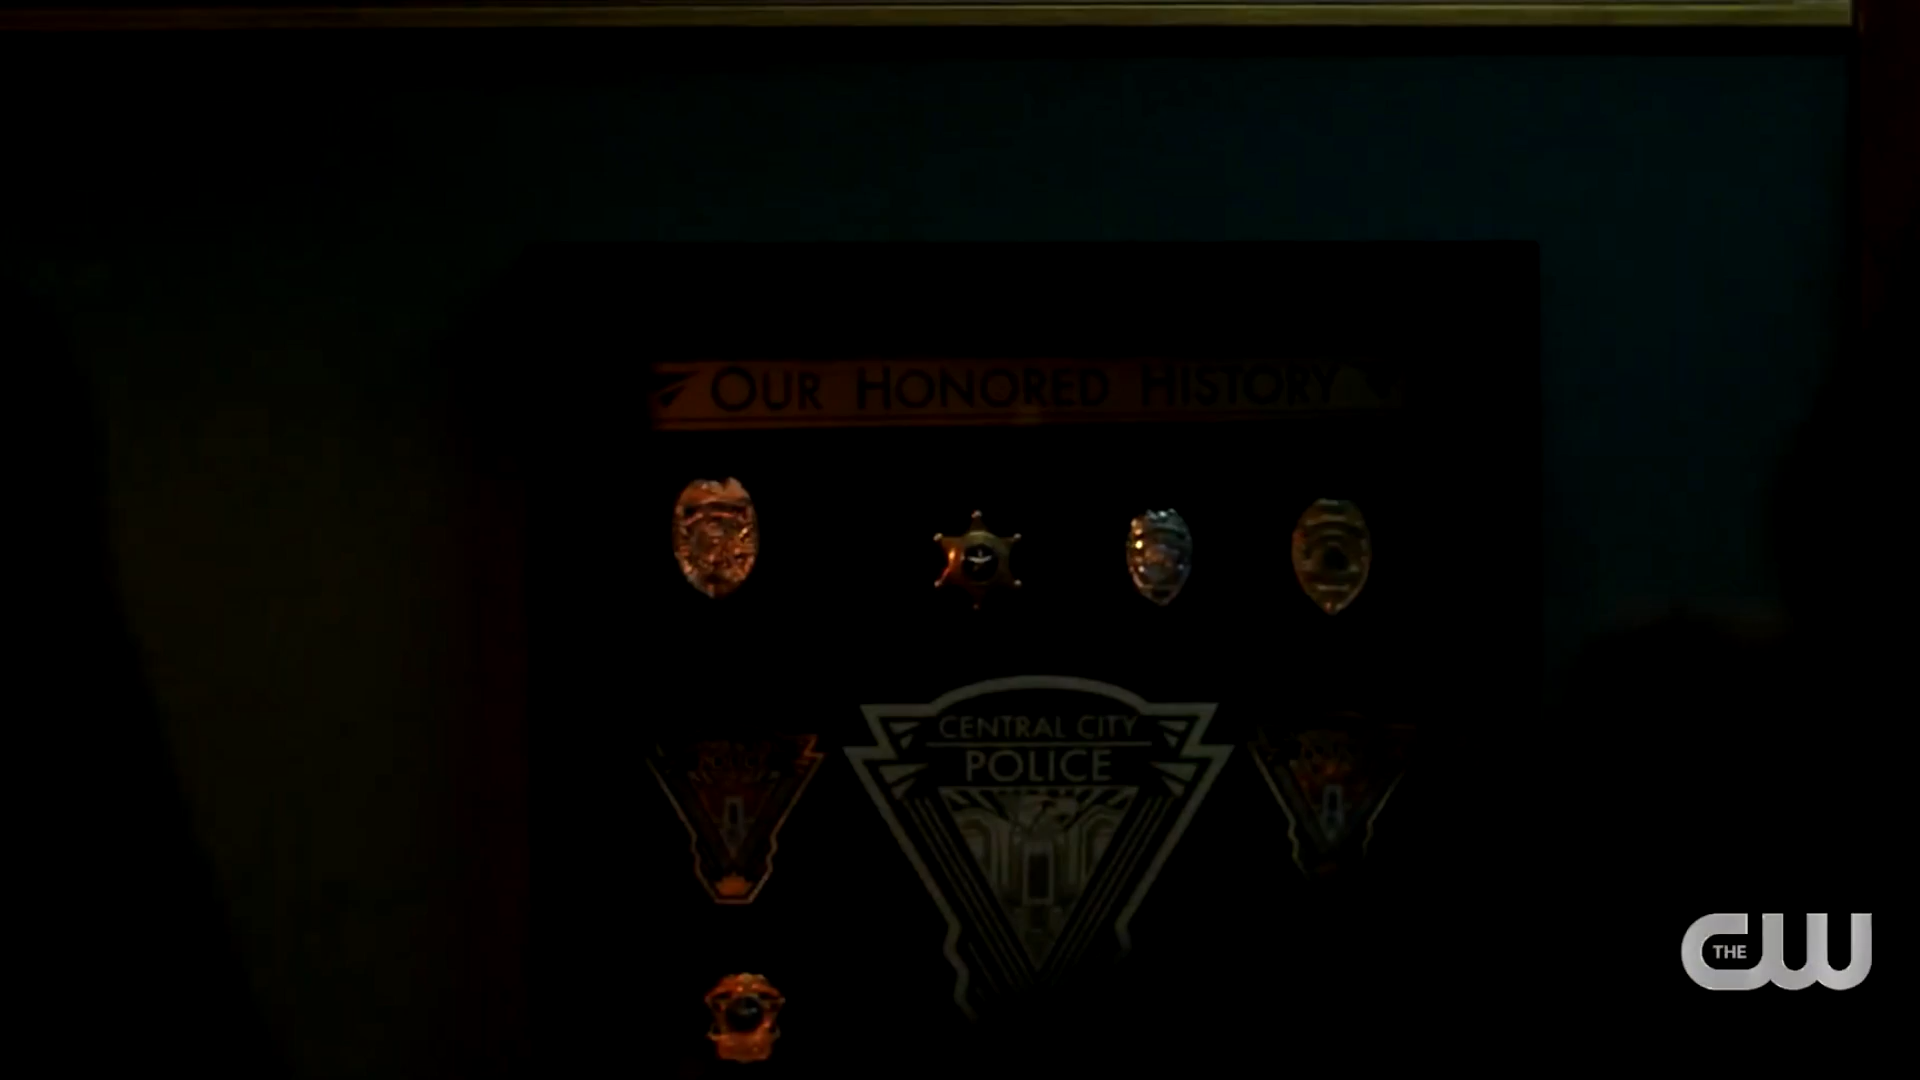 OUR HONORED HISTORY
CENTRAL CITY
POLICE
THE CW